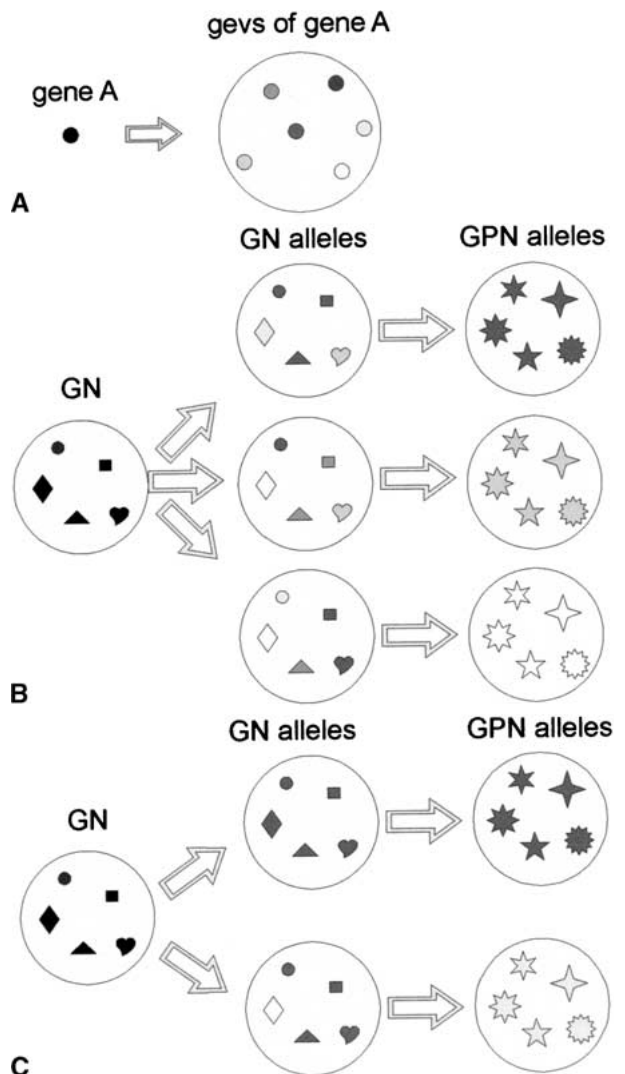 gevs of gene A
gene A
A
GN alleles
GPN alleles
GN
B
GN alleles
GPN alleles
GN
C